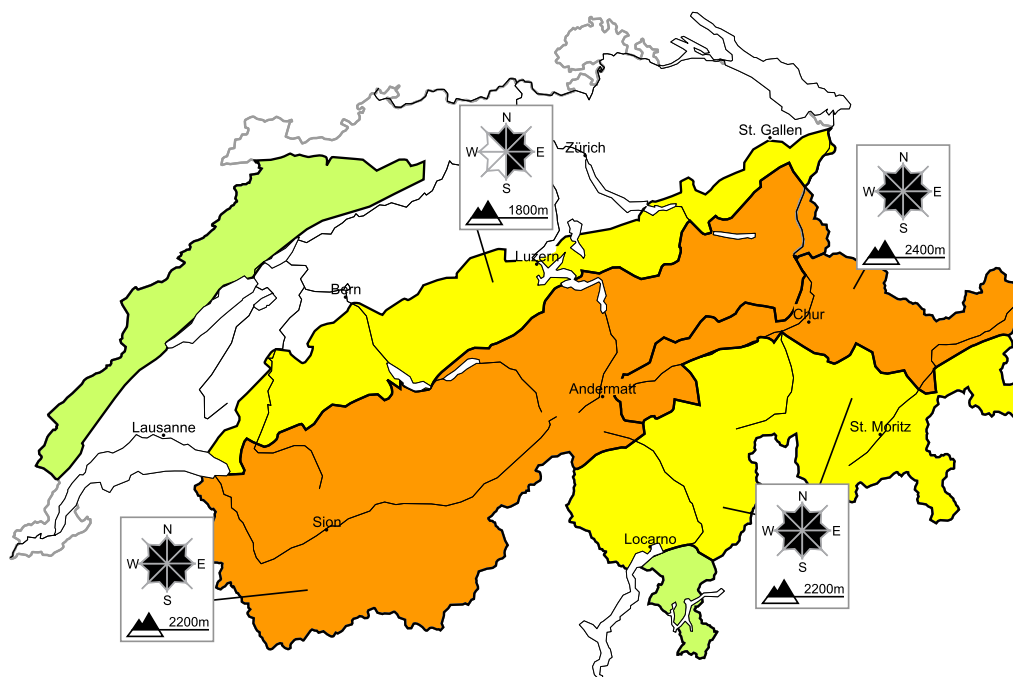 N
W E
S
1800m
Zürich
St. Gallen
N
W E
S
2400m
Luzern
Bern
Chur
Andermatt
Lausanne
St. Moritz
N
W E
S
2200m
Sion
Locarno
N
W E
S
2200m